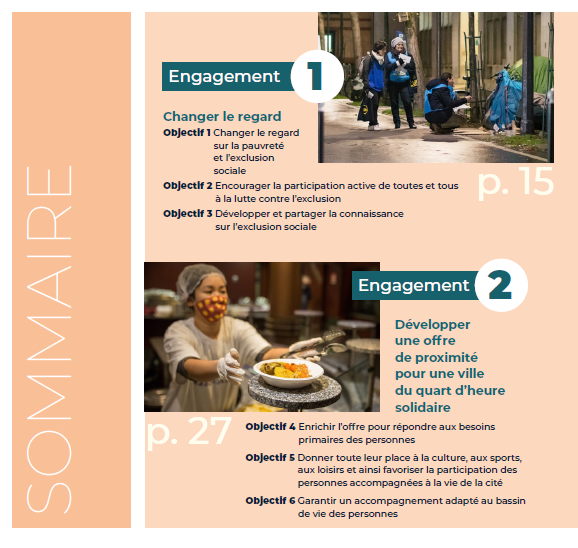 SOMMAIRE
Engagement 1
Changer le regard
Objectif 1 Changer le regard
sur la pauvreté
et l'exclusion
sociale
p. 15
Objectif 2 Encourager la participation active de toutes et tous
à la lutte contre l'exclusion
Objectif 3 Développer et partager la connaissance
sur l'exclusion sociale
Engagement 2
Développer
une offre
de proximité
pour une ville
du quart d'heure
solidaire
p. 27
Objectif 4 Enrichir l'offre pour répondre aux besoins
primaires des personnes
Objectif 5 Donner toute leur place à la culture, aux sports,
aux loisirs et ainsi favoriser la participation des
personnes accompagnées à la vie de la cité
Objectif 6 Garantir un accompagnement adapté au bassin
de vie des personnes